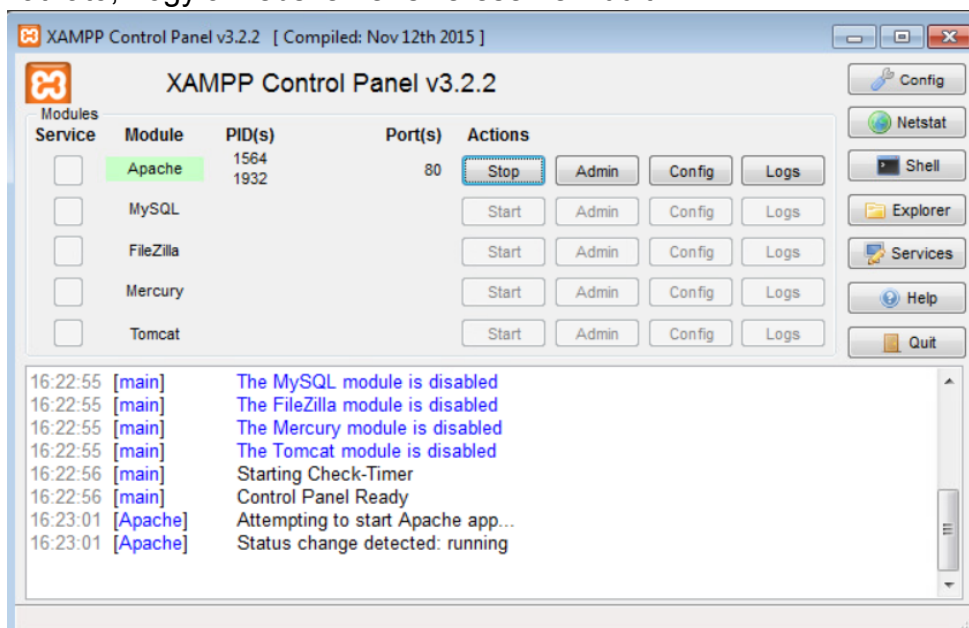 XAMPP Control Panel v3.2.2 [ Compiled: Nov 12th 2015 ]
XAMPP Control Panel v3.2.2
Config
Modules
Service Module PID(s) Port(s) Actions
Netstat
Apache 1564 1932 80 Stop Admin Config Logs
Shell
MySQL Start Admin Config Logs
Explorer
FileZilla Start Admin Config Logs
Services
Mercury Start Admin Config Logs
Help
Tomcat Start Admin Config Logs
Quit
16:22:55 [main] The MySQL module is disabled
16:22:55 [main] The FileZilla module is disabled
16:22:55 [main] The Mercury module is disabled
16:22:55 [main] The Tomcat module is disabled
16:22:56 [main] Starting Check-Timer
16:22:56 [main] Control Panel Ready
16:23:01 [Apache] Attempting to start Apache app...
16:23:01 [Apache] Status change detected: running